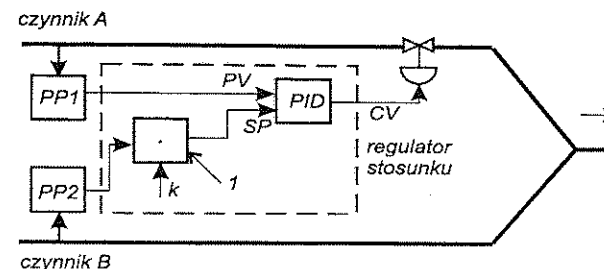 czynnik A
PP1
PV
PID
CV
SP
regulator
stosunku
PP2
.
k
1
czynnik B